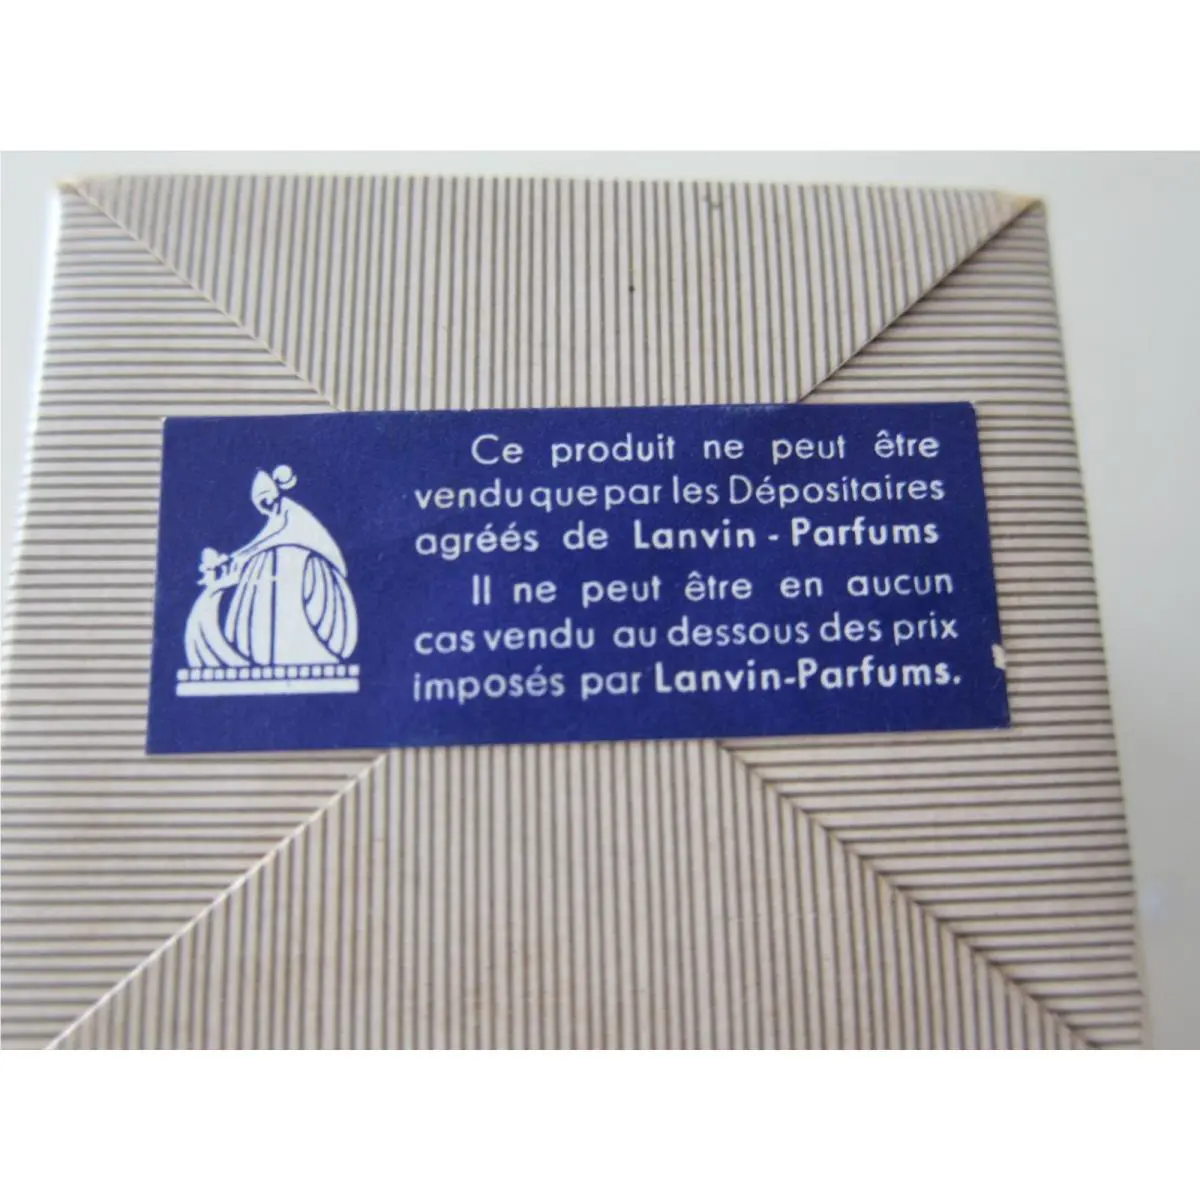 Ce produit ne peut être
vendu que par les Dépositaires
agréés de Lanvin - Parfums
Il ne peut être en aucun
cas vendu au dessous des prix
imposés par Lanvin-Parfums.